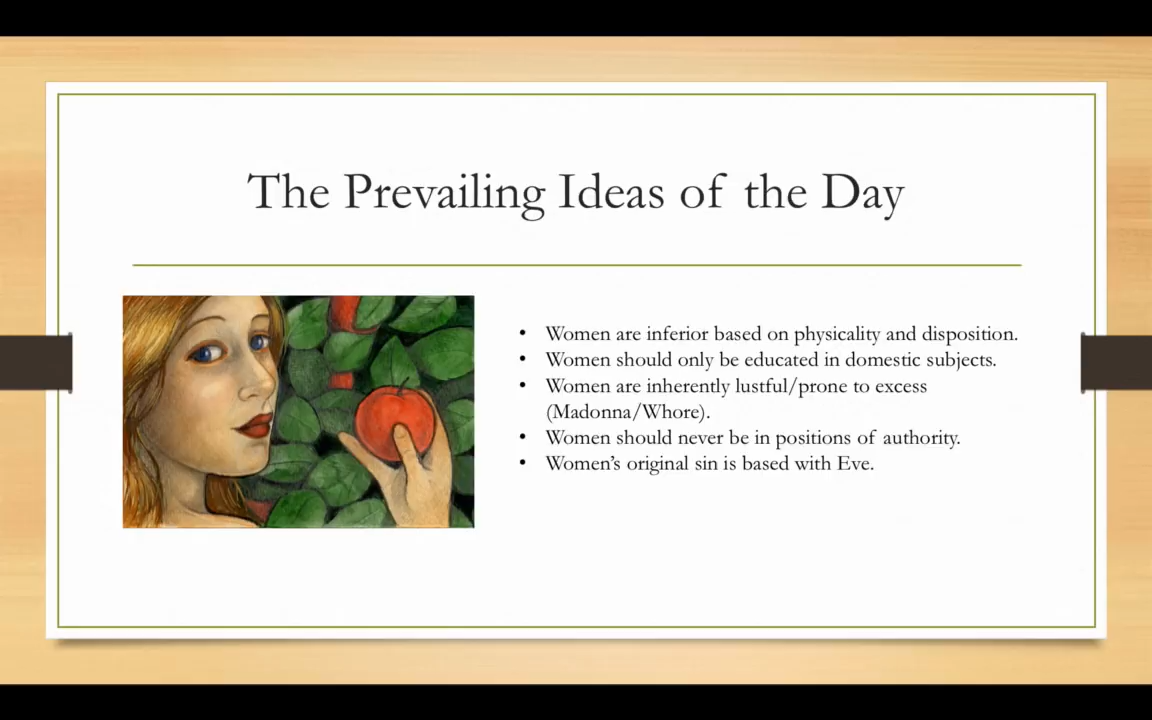 The Prevailing Ideas of the Day
• Women are inferior based on physicality and disposition.
• Women should only be educated in domestic subjects.
• Women are inherently lustful/prone to excess
(Madonna/Whore).
• Women should never be in positions of authority.
• Women’s original sin is based with Eve.